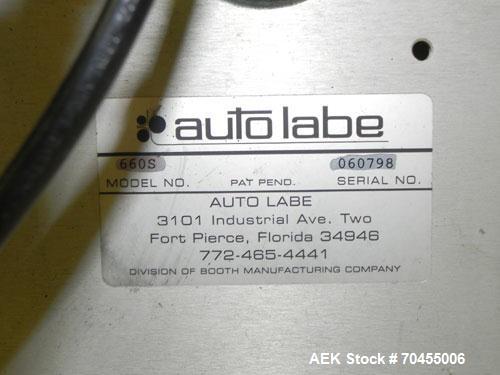 auto labe
660S 060798
MODEL NO. PAT PEND. SERIAL NO.
AUTO LABE
3101 Industrial Ave. Two
Fort Pierce, Florida 34946
772-465-4441
DIVISION OF BOOTH MANUFACTURING COMPANY
AEK Stock #70455006